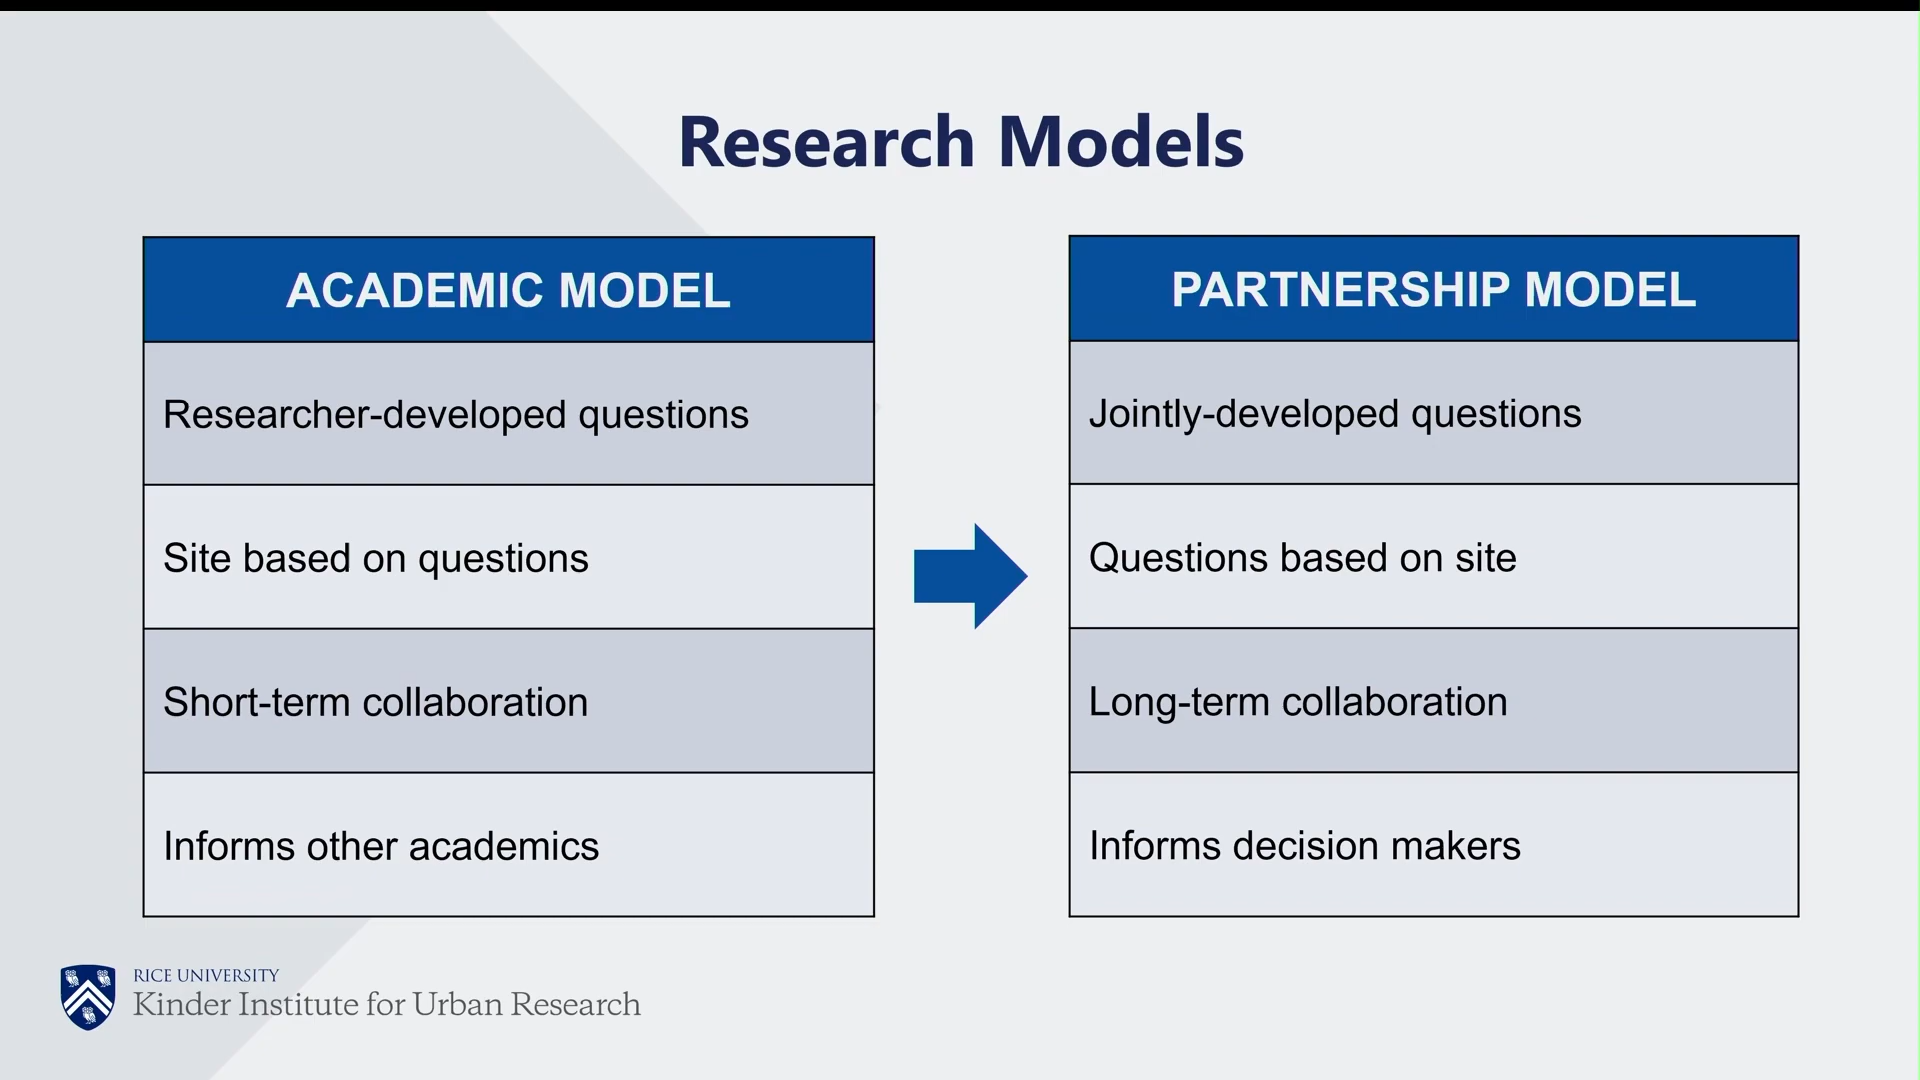 Research Models
ACADEMIC MODEL
Researcher-developed questions
Site based on questions
Short-term collaboration
Informs other academics
PARTNERSHIP MODEL
Jointly-developed questions
Questions based on site
Long-term collaboration
Informs decision makers
RICE UNIVERSITY
Kinder Institute for Urban Research